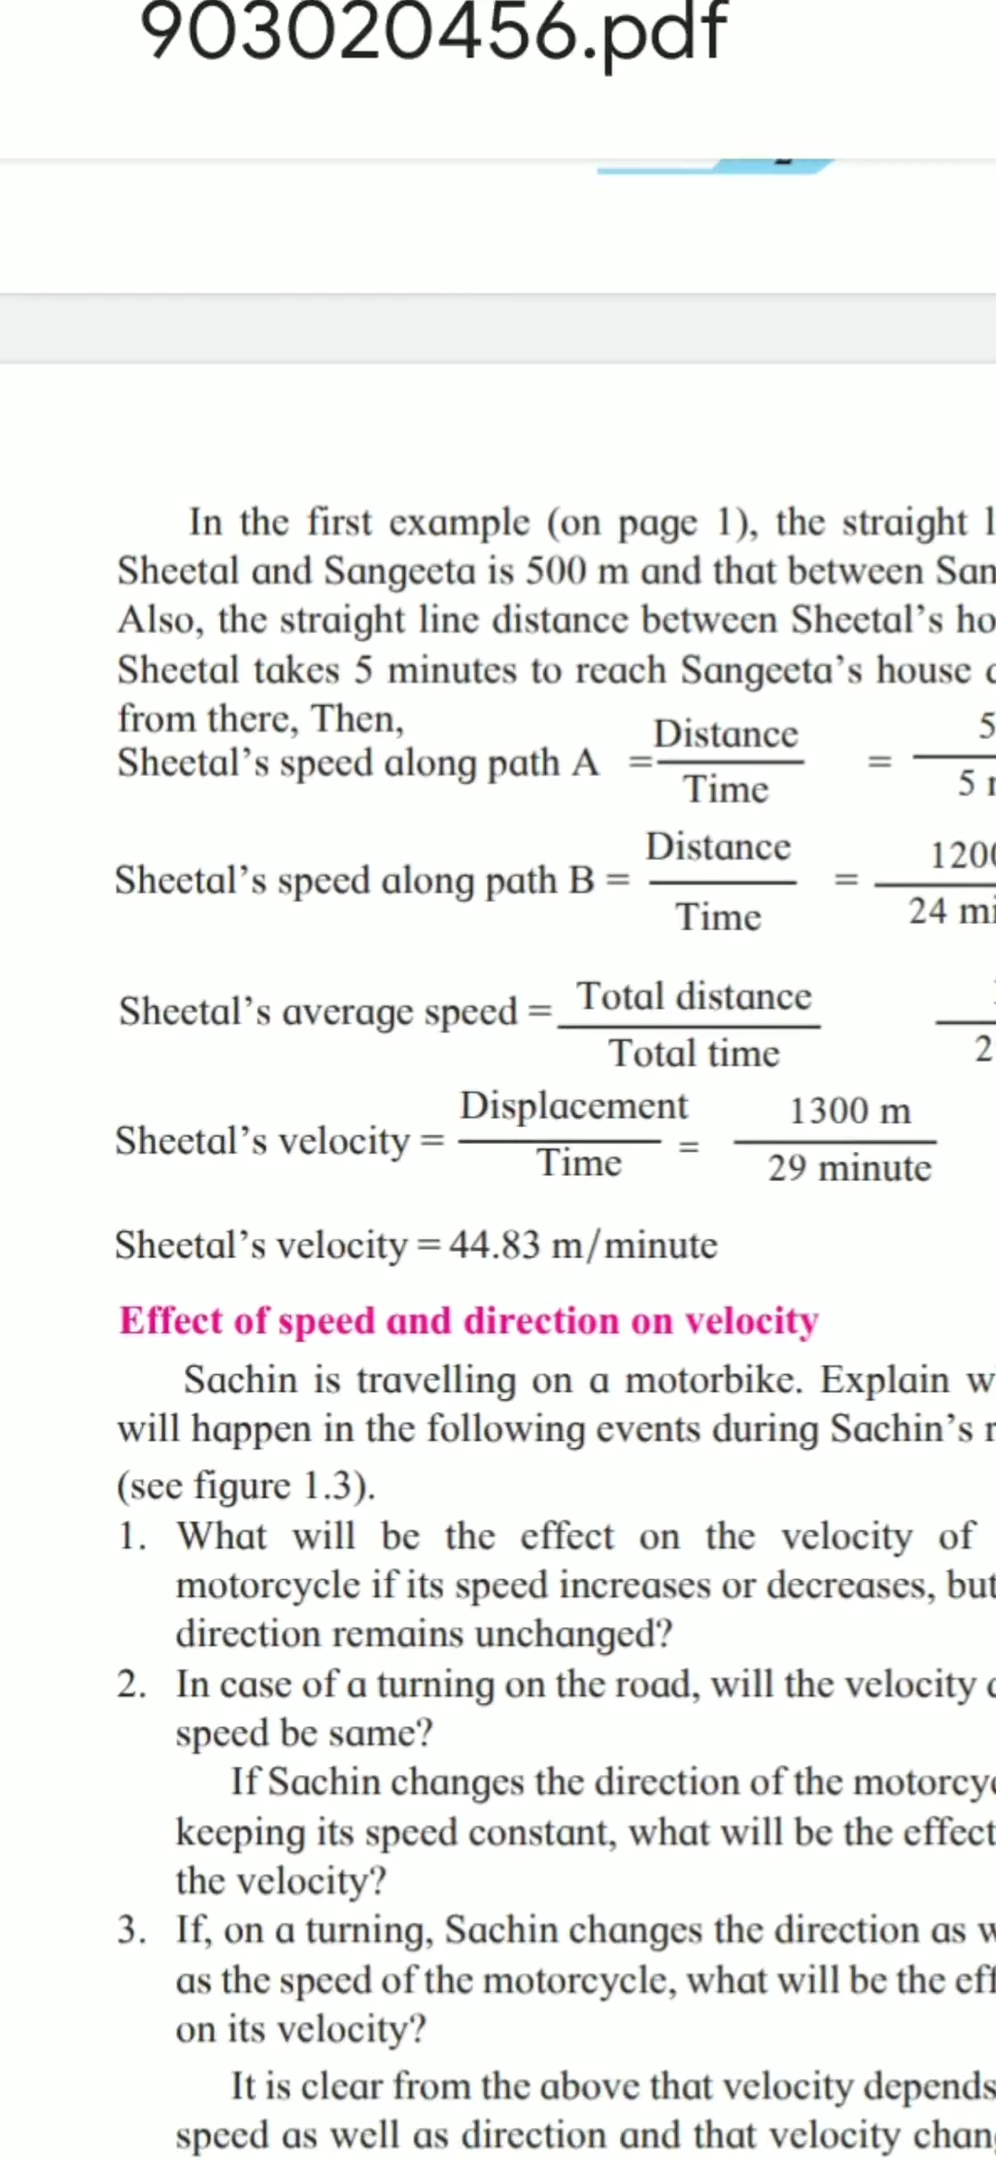 903020456.pdf
In the first example (on page 1), the straight
Sheetal and Sangeeta is 500 m and that between
Also, the straight line distance between Sheetal's
Sheetal takes 5 minutes to reach Sangeeta's house
from there, Then,
Sheetal's speed along path A = Distance / Time = 5 / 5
Sheetal's speed along path B = Distance / Time = 1200 / 24
Sheetal's average speed = Total distance / Total time 2
Sheetal's velocity = Displacement / Time = 1300 m / 29 minute
Sheetal's velocity = 44.83 m/minute
Effect of speed and direction on velocity
Sachin is travelling on a motorbike. Explain
will happen in the following events during Sachin's
(see figure 1.3).
1. What will be the effect on the velocity of
motorcycle if its speed increases or decreases, but
direction remains unchanged?
2. In case of a turning on the road, will the velocity
speed be same?
If Sachin changes the direction of the
keeping its speed constant, what will be the effect
the velocity?
3. If, on a turning, Sachin changes the direction as
as the speed of the motorcycle, what will be the
on its velocity?
It is clear from the above that velocity depends
speed as well as direction and that velocity